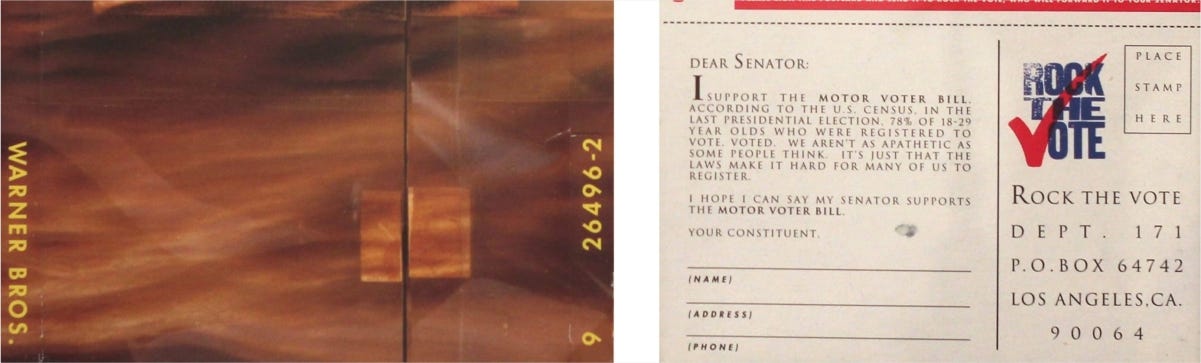 WARNER BROS.
9 26496-2
DEAR SENATOR:
I SUPPORT THE MOTOR VOTER BILL.
ACCORDING TO THE U.S. CENSUS, IN THE
LAST PRESIDENTIAL ELECTION, 78% OF 18-29
YEAR OLDS WHO WERE REGISTERED TO
VOTE, VOTED. WE AREN'T AS APATHETIC AS
SOME PEOPLE THINK. IT'S JUST THAT THE
LAWS MAKE IT HARD FOR MANY OF US TO
REGISTER.
I HOPE I CAN SAY MY SENATOR SUPPORTS
THE MOTOR VOTER BILL.
YOUR CONSTITUENT,
(NAME)
(ADDRESS)
(PHONE)
ROCK
THE
VOTE
PLACE
STAMP
HERE
ROCK THE VOTE
DEPT. 171
P.O. BOX 64742
LOS ANGELES, CA.
90064